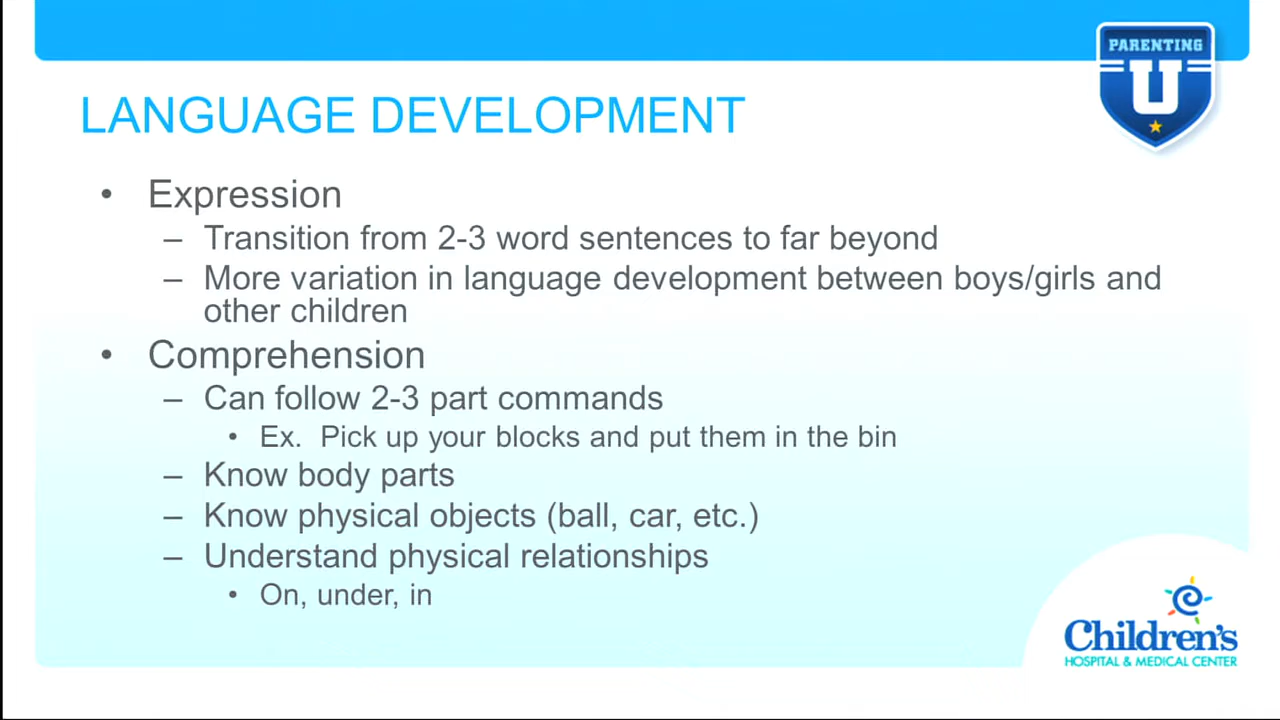 PARENTING
U
LANGUAGE DEVELOPMENT
• Expression
– Transition from 2-3 word sentences to far beyond
– More variation in language development between boys/girls and
other children
• Comprehension
– Can follow 2-3 part commands
• Ex. Pick up your blocks and put them in the bin
– Know body parts
– Know physical objects (ball, car, etc.)
– Understand physical relationships
• On, under, in
Children's
HOSPITAL & MEDICAL CENTER